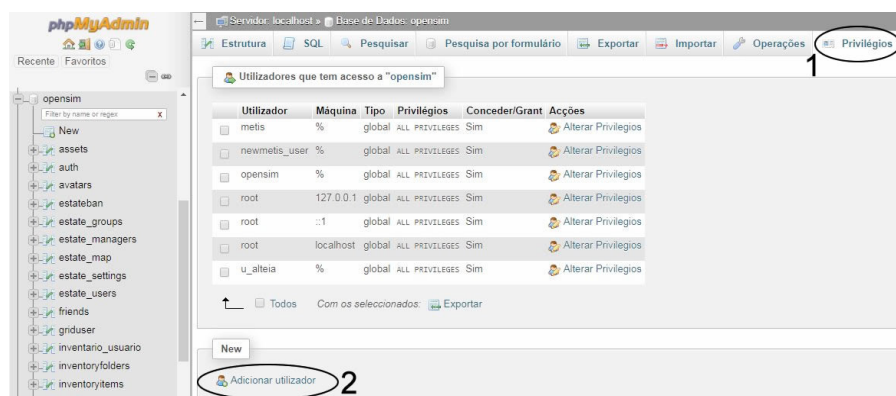 phpMyAdmin
Recente Favoritos
opensim
Filter by name or regex X
New
assets
auth
avatars
estateban
estate_groups
estate_managers
estate_map
estate_settings
estate_users
friends
griduser
inventario_usuario
inventoryfolders
inventoryitems
Servidor: localhost » Base de Dados: opensim
Estrutura SQL Pesquisar Pesquisa por formulário Exportar Importar Operações Privilégios
1
Utilizadores que tem acesso a "opensim"
Utilizador Máquina Tipo Privilégios Conceder/Grant Acções
metis % global ALL PRIVILEGES Sim Alterar Privilegios
newmetis_user % global ALL PRIVILEGES Sim Alterar Privilegios
opensim % global ALL PRIVILEGES Sim Alterar Privilegios
root 127.0.0.1 global ALL PRIVILEGES Sim Alterar Privilegios
root ::1 global ALL PRIVILEGES Sim Alterar Privilegios
root localhost global ALL PRIVILEGES Sim Alterar Privilegios
u_alteia % global ALL PRIVILEGES Sim Alterar Privilegios
Todos Com os seleccionados: Exportar
New
Adicionar utilizador 2